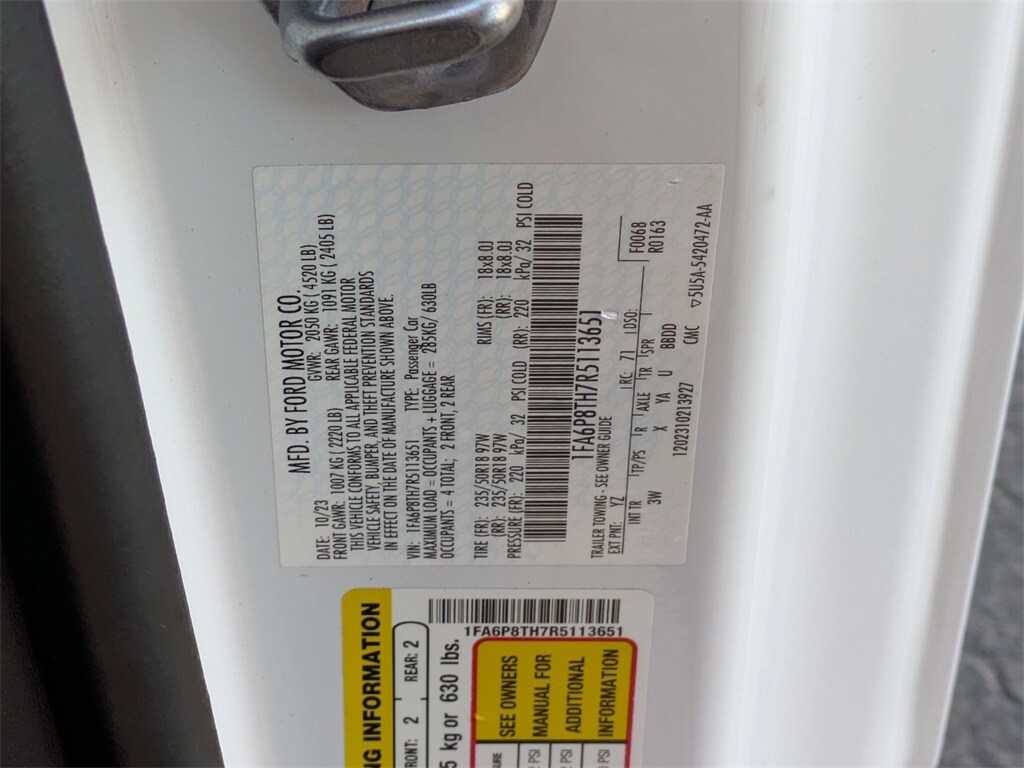 MFD. BY FORD MOTOR CO.
DATE: 10/23 GVWR: 2050 KG ( 4520 LB)
FRONT GAWR: 1007 KG ( 2220 LB) REAR GAWR: 1091 KG ( 2405 LB)
THIS VEHICLE CONFORMS TO ALL APPLICABLE FEDERAL MOTOR
VEHICLE SAFETY, BUMPER, AND THEFT PREVENTION STANDARDS
IN EFFECT ON THE DATE OF MANUFACTURE SHOWN ABOVE.
VIN: 1FA6P8TH7R5113651 TYPE: Passenger Car
MAXIMUM LOAD = OCCUPANTS + LUGGAGE = 285KG/ 630LB
OCCUPANTS = 4 TOTAL; 2 FRONT, 2 REAR
TIRE (FR): 235/50R18 97W RIMS (FR): 18x8.0J
(RR): 235/50R18 97W (RR): 18x8.0J
PRESSURE (FR): 220 kPa/ 32 PSI COLD (RR): 220 kPa/ 32 PSI COLD
1FA6P8TH7R5113651
TRAILER TOWING - SEE OWNER GUIDE
EXT PNT: YZ RC: 71 DSO: F0068
R0163
INT TR TP/PS R AXLE TR SPR
3W X YA U BBDD
1202310213927 CMC ▽5U5A-5420472-AA
NG INFORMATION
FRONT: 2 REAR: 2
5 kg or 630 lbs.
1FA6P8TH7R5113651
SEE OWNERS
MANUAL FOR
ADDITIONAL
INFORMATION
PSI
PSI
PSI